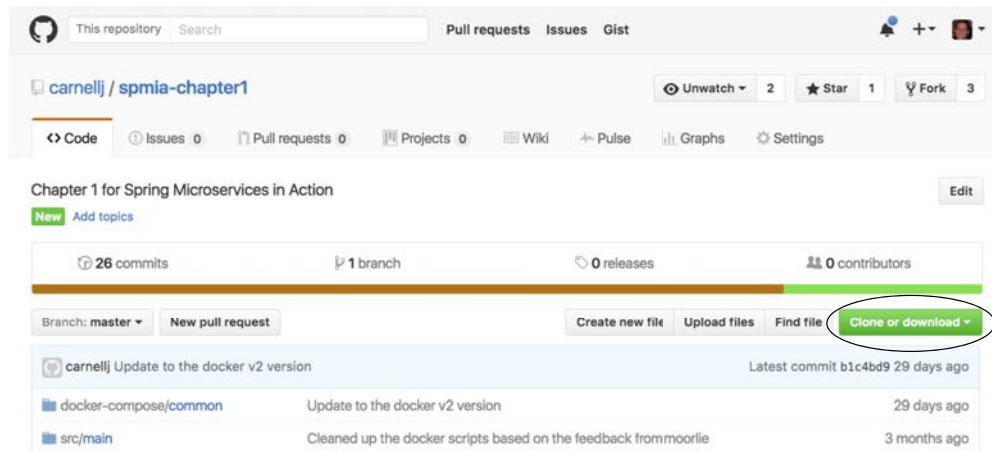 This repository Search Pull requests Issues Gist
carnellj / spmia-chapter1 Unwatch 2 Star 1 Fork 3
Code Issues 0 Pull requests 0 Projects 0 Wiki Pulse Graphs Settings
Chapter 1 for Spring Microservices in Action Edit
New Add topics
26 commits 1 branch 0 releases 0 contributors
Branch: master New pull request Create new file Upload files Find file Clone or download
carnellj Update to the docker v2 version Latest commit b1c4bd9 29 days ago
docker-compose/common Update to the docker v2 version 29 days ago
src/main Cleaned up the docker scripts based on the feedback frommoorlie 3 months ago